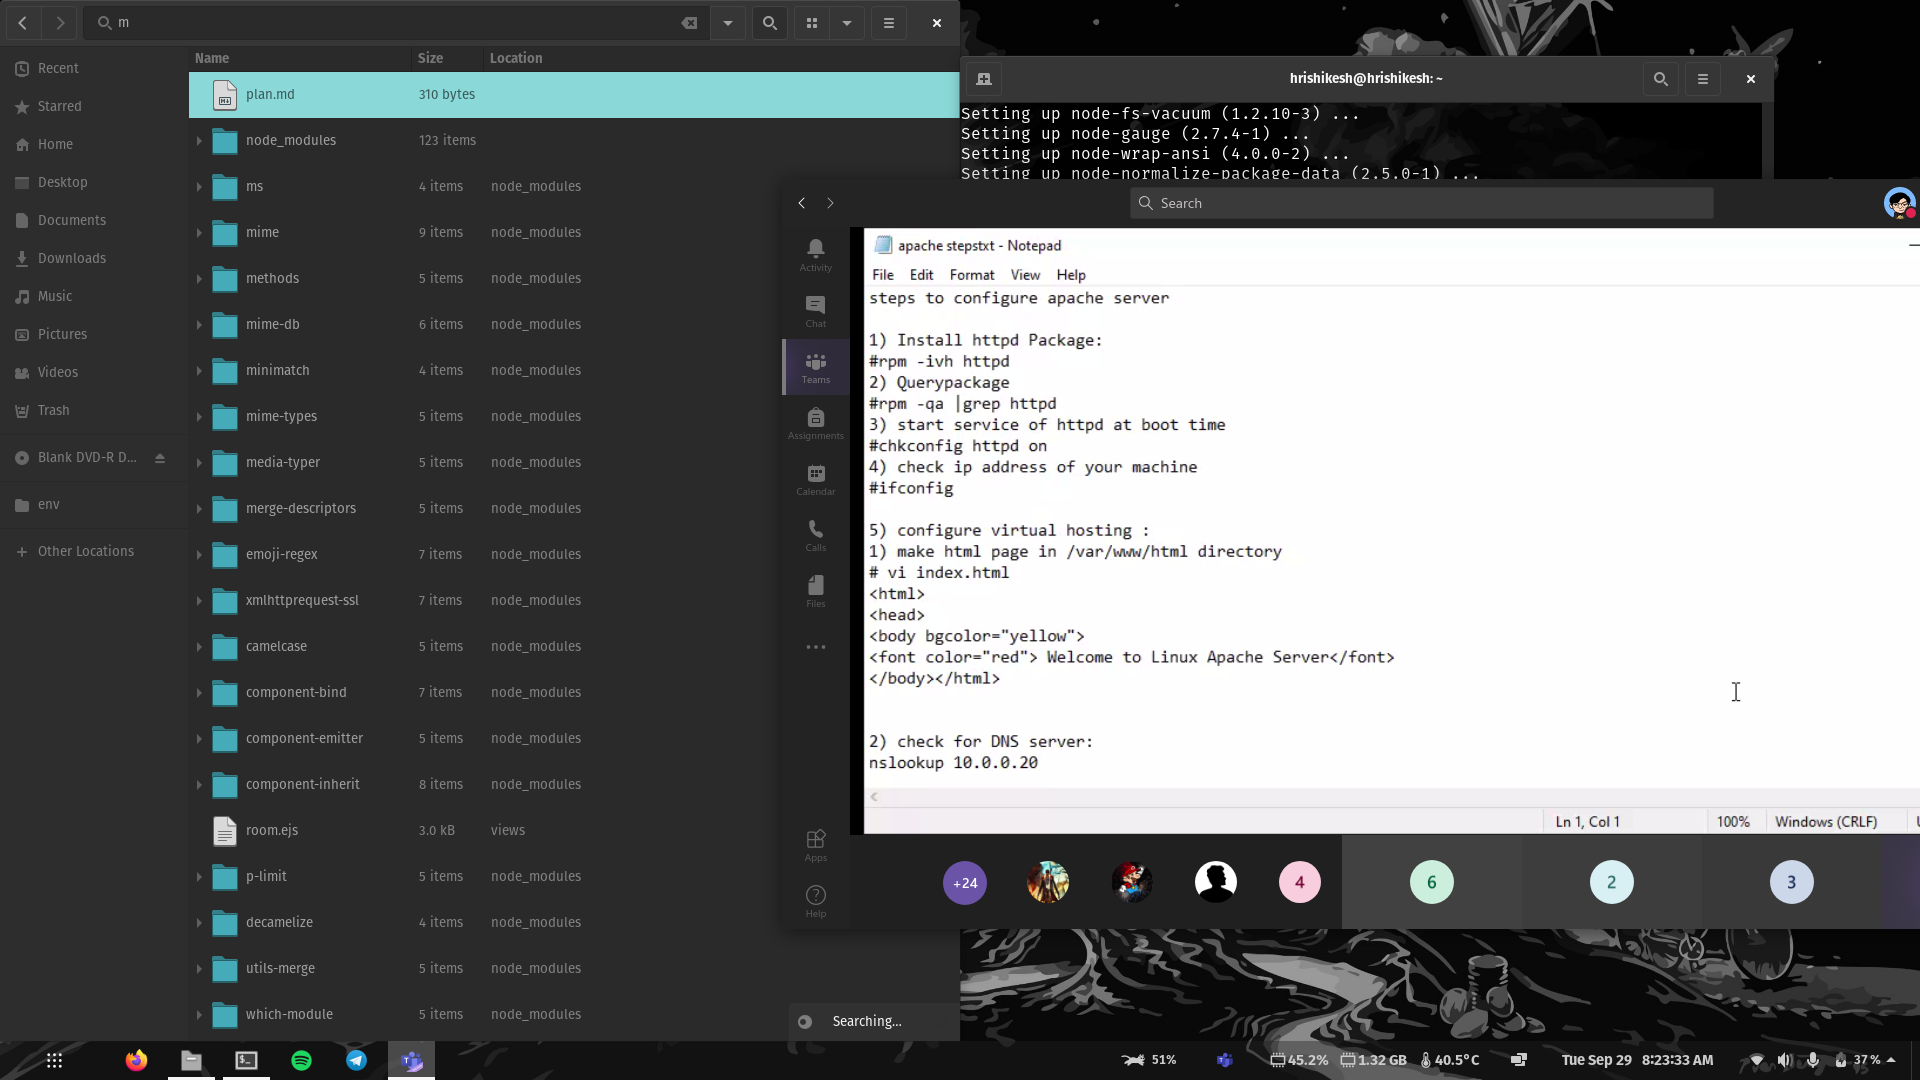 m
Name Size Location
Recent
Starred
Home
Desktop
Documents
Downloads
Music
Pictures
Videos
Trash
Blank DVD-R D...
env
Other Locations
plan.md 310 bytes
node_modules 123 items
ms 4 items node_modules
mime 9 items node_modules
methods 5 items node_modules
mime-db 6 items node_modules
minimatch 4 items node_modules
mime-types 5 items node_modules
media-typer 5 items node_modules
merge-descriptors 5 items node_modules
emoji-regex 7 items node_modules
xmlhttprequest-ssl 7 items node_modules
camelcase 5 items node_modules
component-bind 7 items node_modules
component-emitter 5 items node_modules
component-inherit 8 items node_modules
room.ejs 3.0 kB views
p-limit 5 items node_modules
decamelize 4 items node_modules
utils-merge 5 items node_modules
which-module 5 items node_modules
Searching...
hrishikesh@hrishikesh: ~
Setting up node-fs-vacuum (1.2.10-3) ...
Setting up node-gauge (2.7.4-1) ...
Setting up node-wrap-ansi (4.0.0-2) ...
Setting up node-normalize-package-data (2.5.0-1) ...
Search
Activity
Chat
Teams
Assignments
Calendar
Calls
Files
Apps
Help
apache stepstxt - Notepad
File Edit Format View Help
steps to configure apache server
1) Install httpd Package:
#rpm -ivh httpd
2) Querypackage
#rpm -qa |grep httpd
3) start service of httpd at boot time
#chkconfig httpd on
4) check ip address of your machine
#ifconfig
5) configure virtual hosting :
1) make html page in /var/www/html directory
# vi index.html
<html>
<head>
<body bgcolor="yellow">
<font color="red"> Welcome to Linux Apache Server</font>
</body></html>
2) check for DNS server:
nslookup 10.0.0.20
Ln 1, Col 1 100% Windows (CRLF)
+24 4 6 2 3
51% 45.2% 1.32 GB 40.5°C Tue Sep 29 8:23:33 AM 37 %